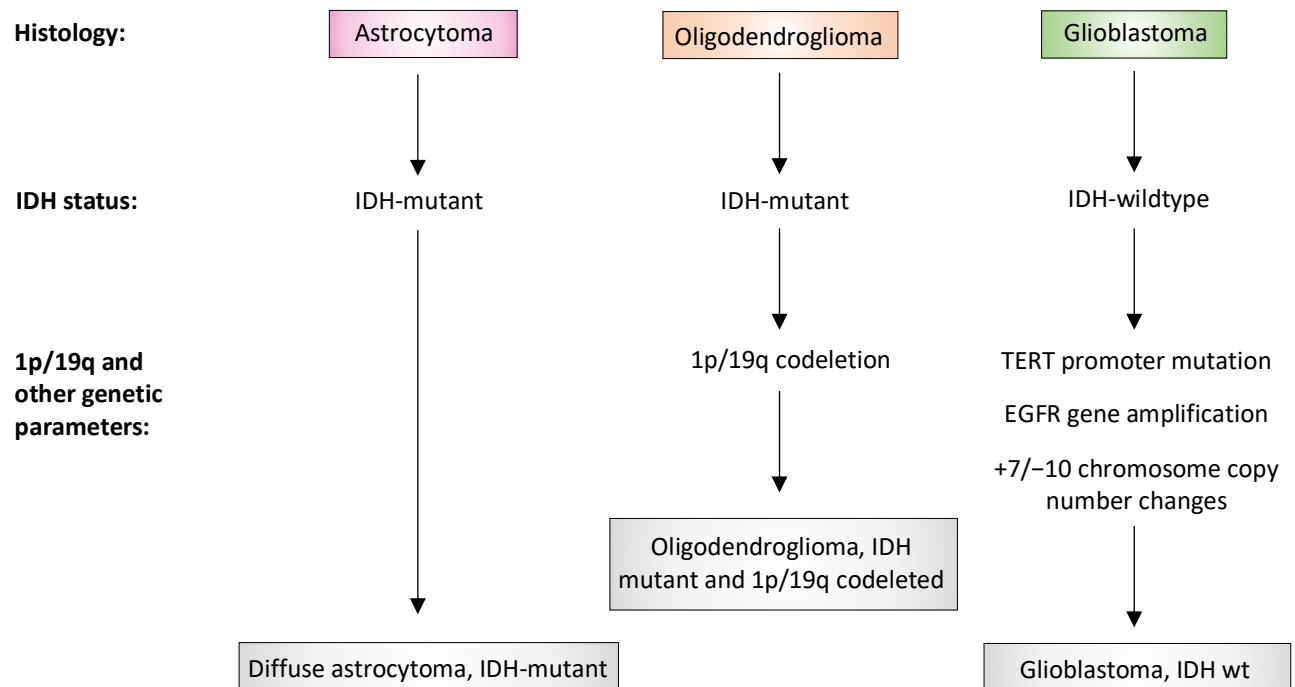 Histology:
Astrocytoma
Oligodendroglioma
Glioblastoma
IDH status:
IDH-mutant
IDH-mutant
IDH-wildtype
1p/19q and
other genetic
parameters:
1p/19q codeletion
TERT promoter mutation
EGFR gene amplification
+7/−10 chromosome copy
number changes
Oligodendroglioma, IDH
mutant and 1p/19q codeleted
Diffuse astrocytoma, IDH-mutant
Glioblastoma, IDH wt